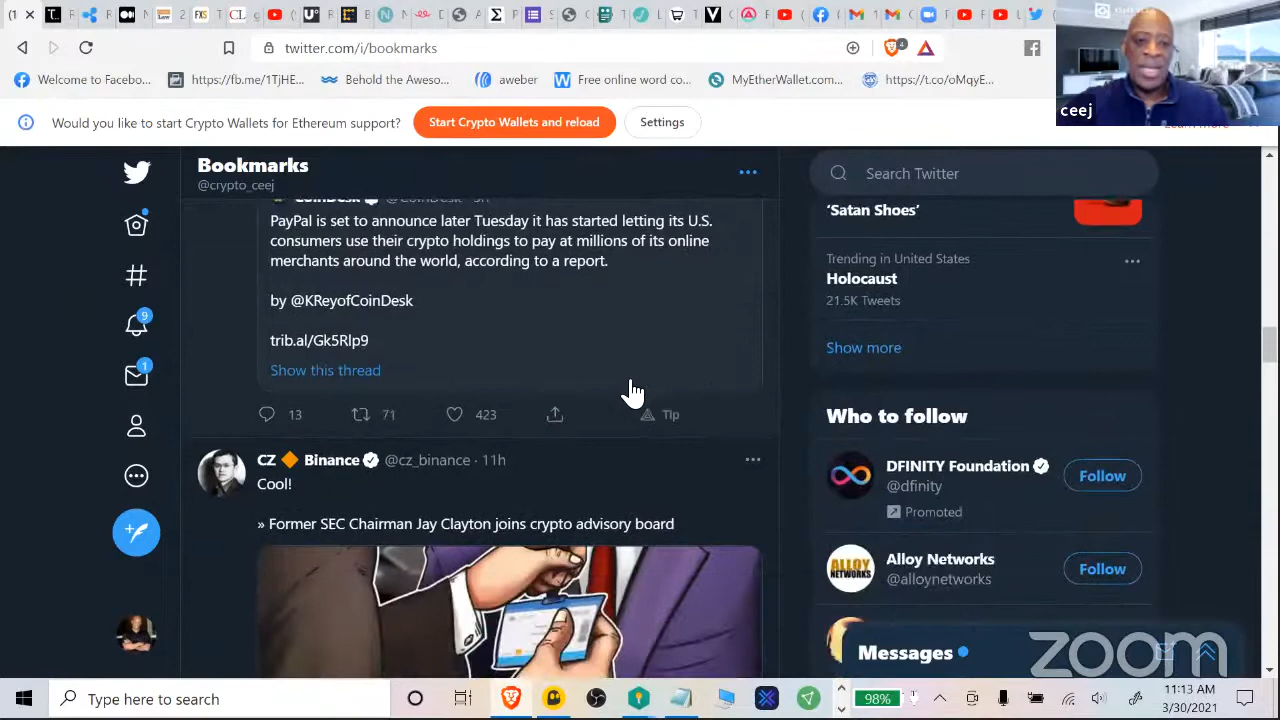 twitter.com/i/bookmarks
4
Welcome to Facebo...
https://fb.me/1TjHE...
Behold the Aweso...
aweber
Free online word co...
MyEtherWallet.com...
https://t.co/oMqyE...
Would you like to start Crypto Wallets for Ethereum support?
Start Crypto Wallets and reload
Settings
ceej
Bookmarks
@crypto_ceej
PayPal is set to announce later Tuesday it has started letting its U.S.
consumers use their crypto holdings to pay at millions of its online
merchants around the world, according to a report.
by @KReyofCoinDesk
trib.al/Gk5Rlp9
Show this thread
13
71
423
Tip
CZ 🔶 Binance @cz_binance · 11h
Cool!
» Former SEC Chairman Jay Clayton joins crypto advisory board
9
1
Search Twitter
‘Satan Shoes’
Trending in United States
Holocaust
21.5K Tweets
Show more
Who to follow
DFINITY Foundation
@dfinity
Promoted
Follow
Alloy Networks
@alloynetworks
Follow
ALLOY
NETWORKS
Messages
zoom
Type here to search
98%
11:13 AM
3/30/2021